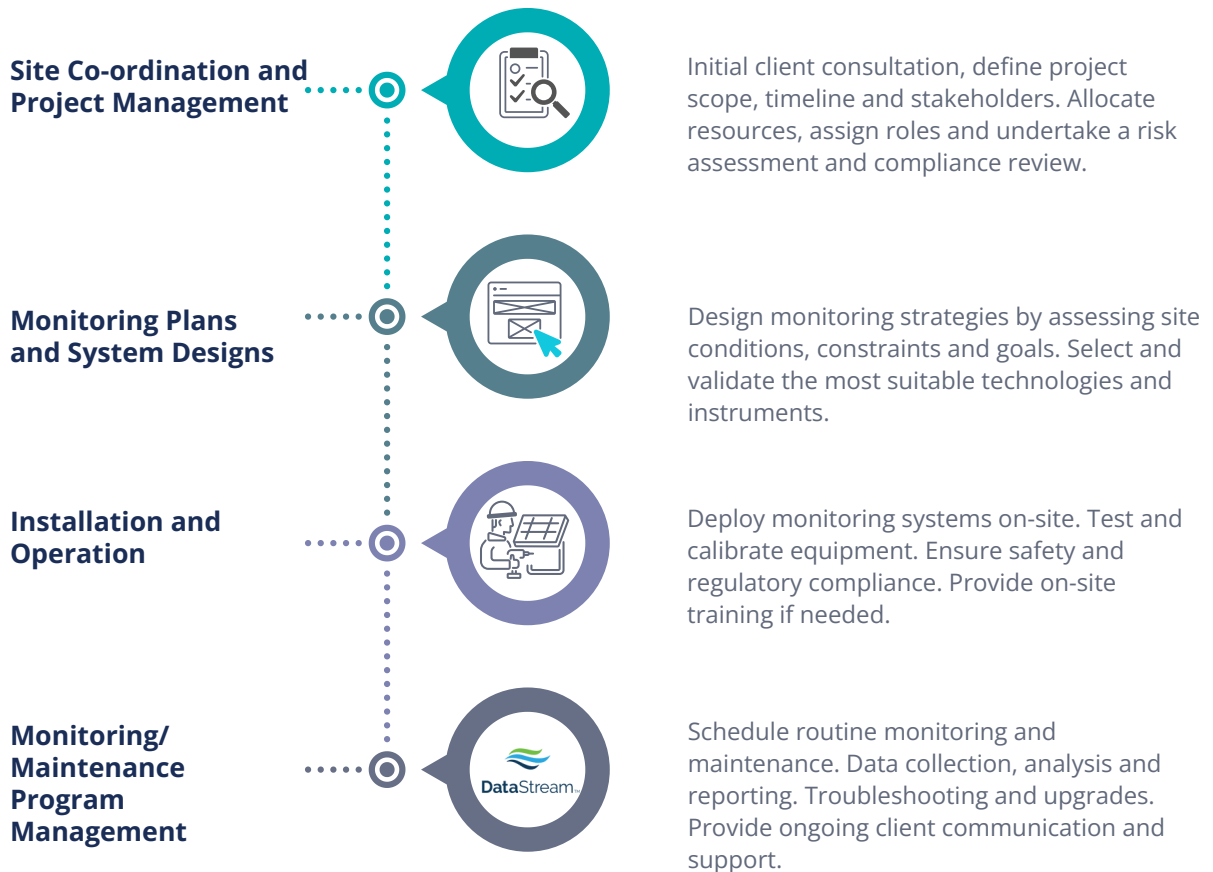 Site Co-ordination and
Project Management
Initial client consultation, define project
scope, timeline and stakeholders. Allocate
resources, assign roles and undertake a risk
assessment and compliance review.
Monitoring Plans
and System Designs
Design monitoring strategies by assessing site
conditions, constraints and goals. Select and
validate the most suitable technologies and
instruments.
Installation and
Operation
Deploy monitoring systems on-site. Test and
calibrate equipment. Ensure safety and
regulatory compliance. Provide on-site
training if needed.
Monitoring/
Maintenance
Program
Management
DataStream™
Schedule routine monitoring and
maintenance. Data collection, analysis and
reporting. Troubleshooting and upgrades.
Provide ongoing client communication and
support.